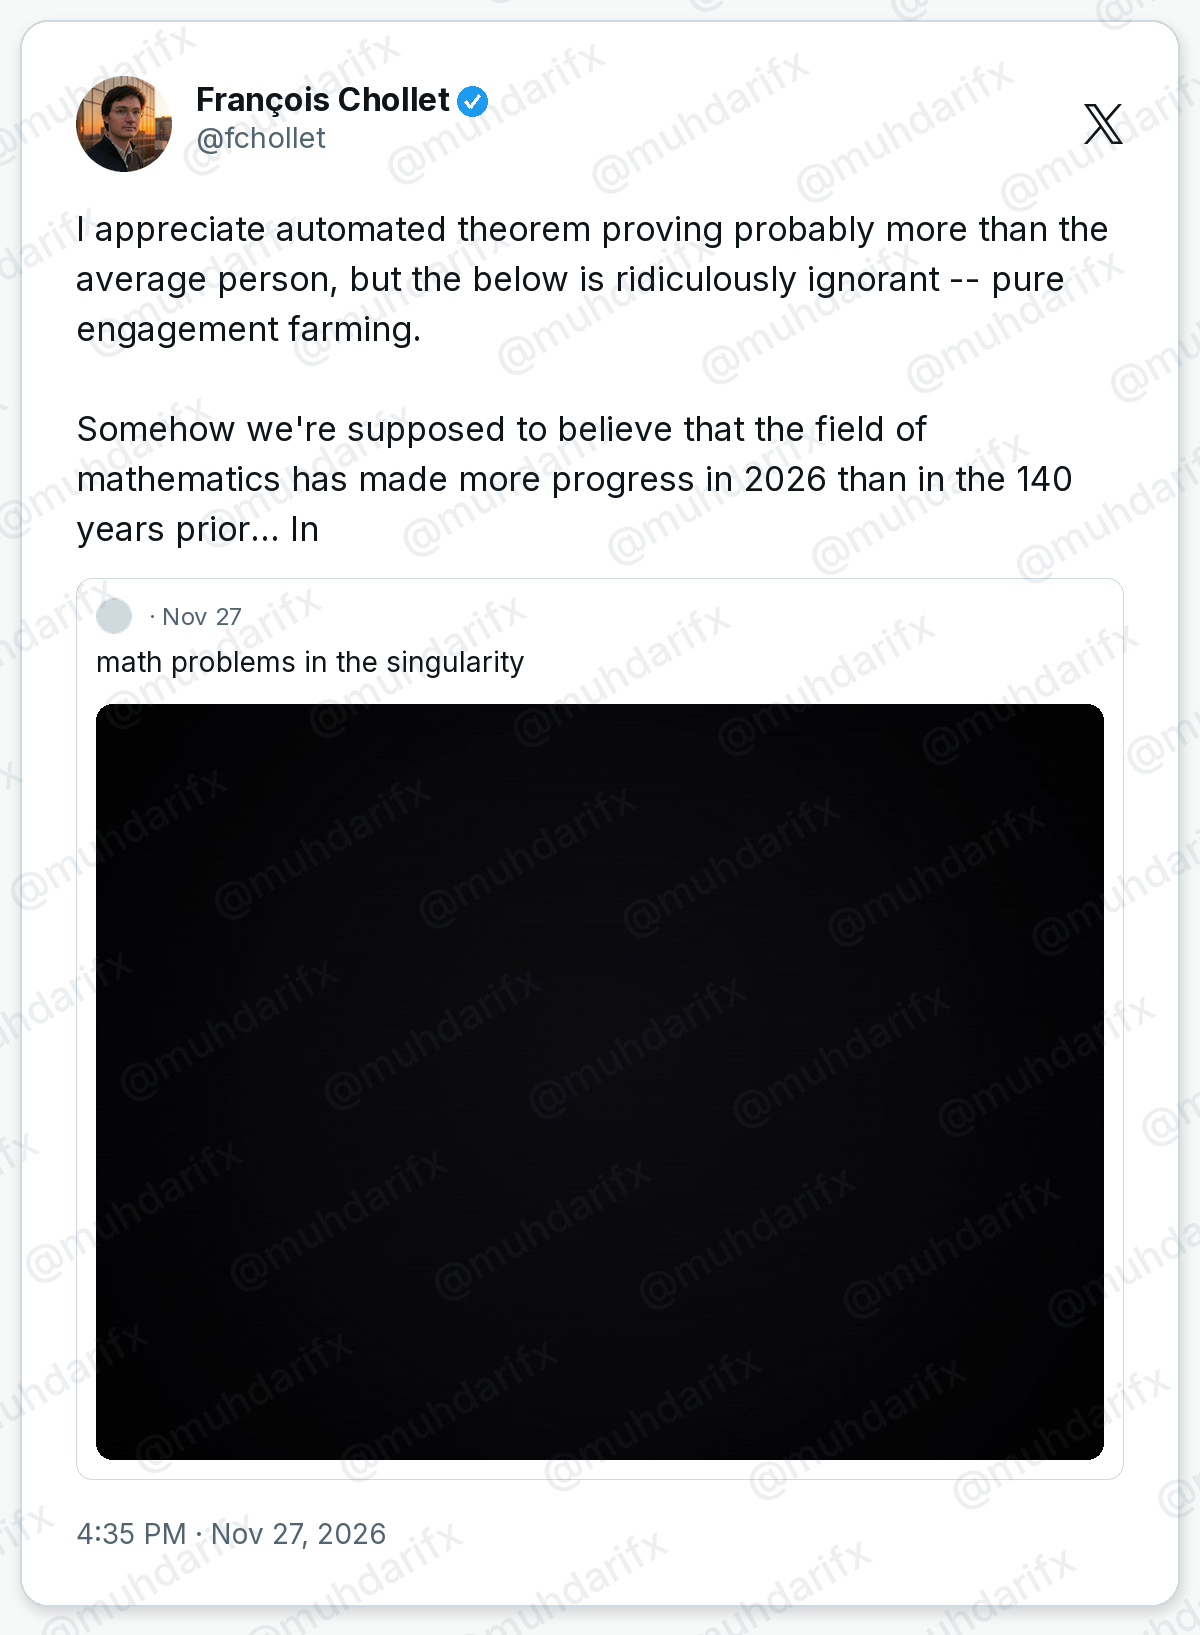 François Chollet
@fchollet
I appreciate automated theorem proving probably more than the
average person, but the below is ridiculously ignorant -- pure
engagement farming.
Somehow we're supposed to believe that the field of
mathematics has made more progress in 2026 than in the 140
years prior... In
· Nov 27
math problems in the singularity
4:35 PM · Nov 27, 2026
@muhdarifx